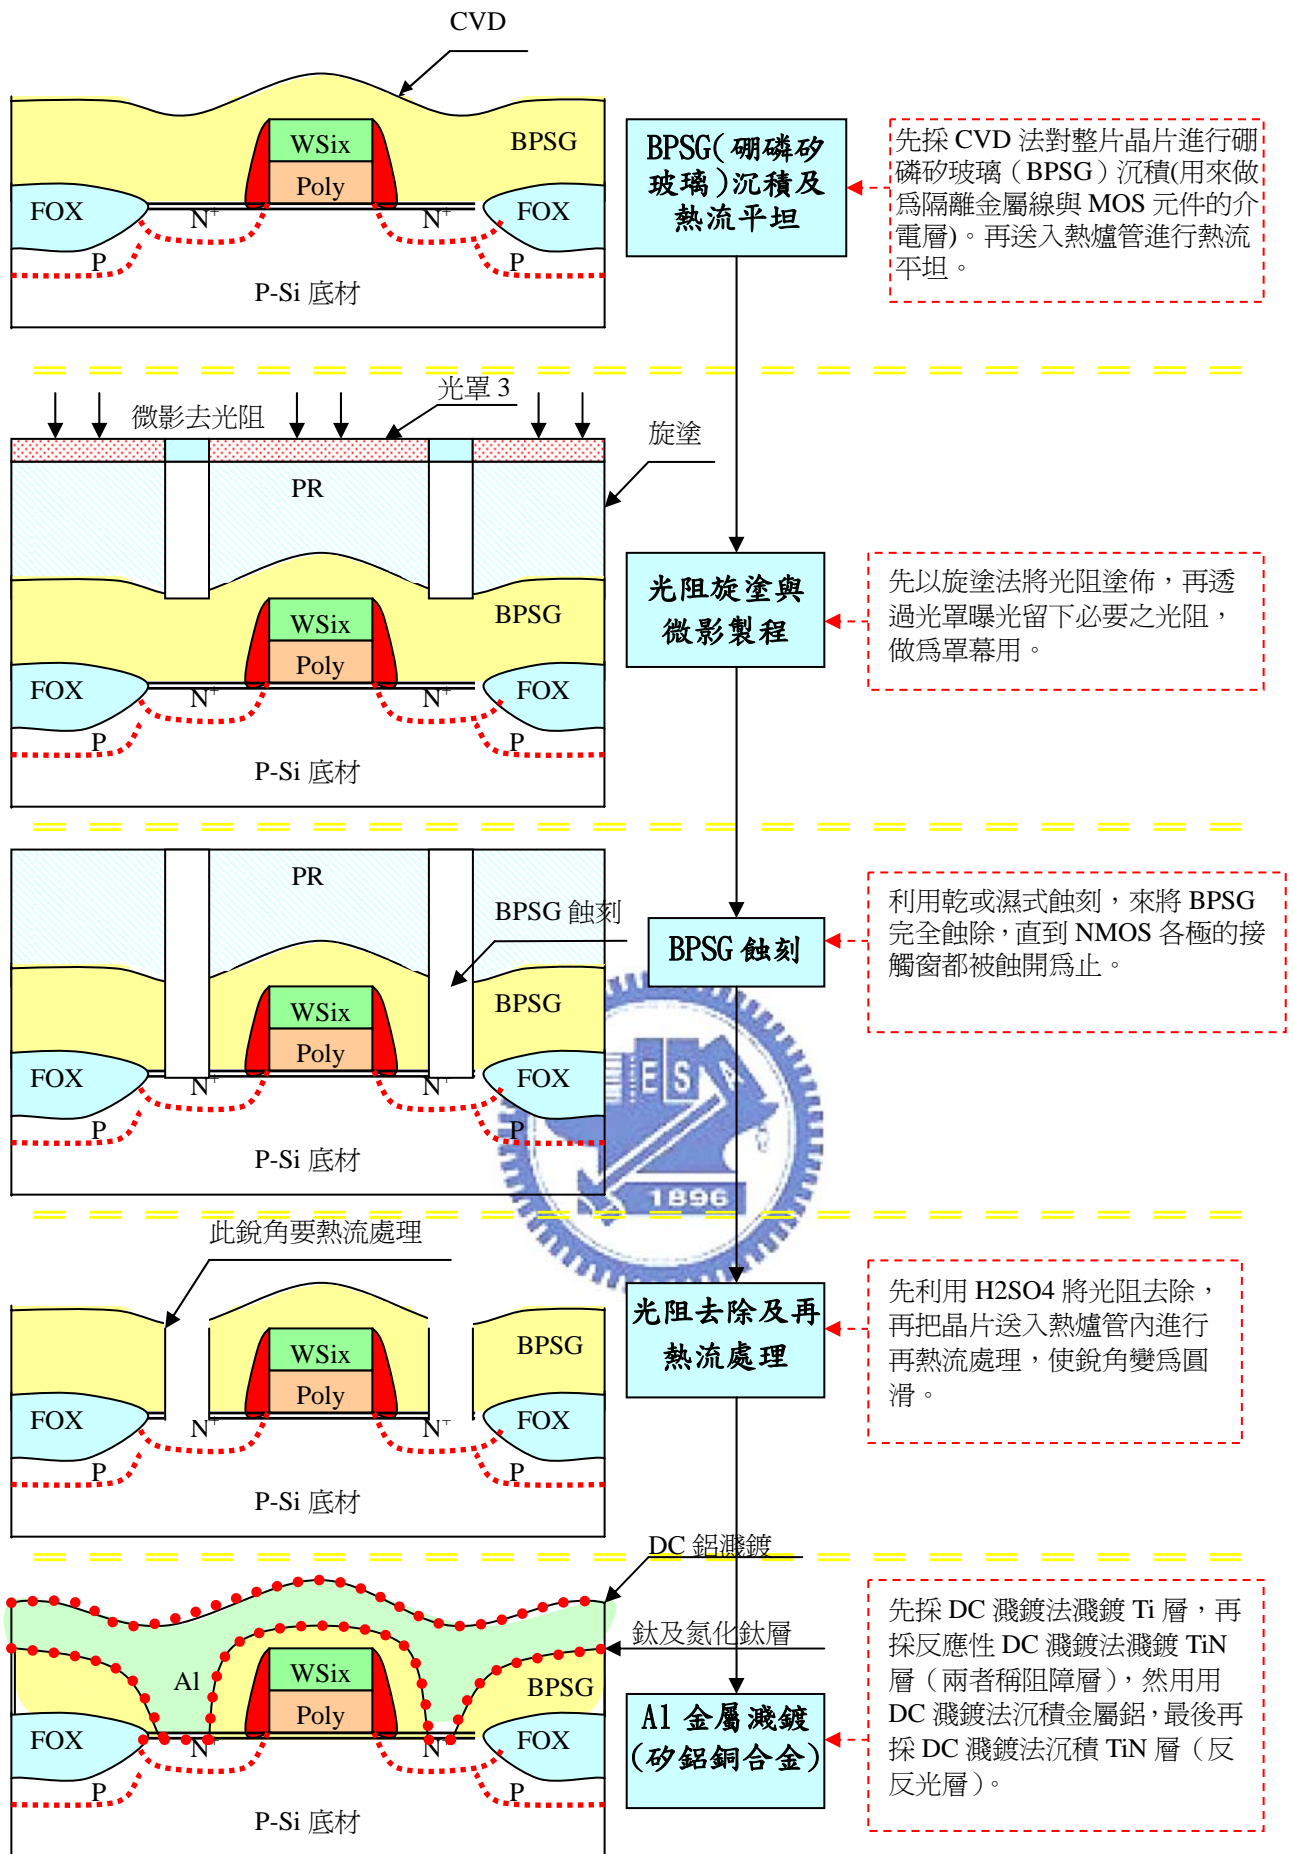 CVD
WSix
Poly
BPSG
FOX
N⁺
FOX
P
P
P-Si 底材
BPSG(硼磷矽
玻璃)沉積及
熱流平坦
先採 CVD 法對整片晶片進行硼
磷矽玻璃（BPSG）沉積(用來做
為隔離金屬線與 MOS 元件的介
電層)。再送入熱爐管進行熱流
平坦。
光罩 3
微影去光阻
旋塗
PR
WSix
Poly
BPSG
FOX
N⁺
N⁺
FOX
P
P
P-Si 底材
光阻旋塗與
微影製程
先以旋塗法將光阻塗佈，再透
過光罩曝光留下必要之光阻，
做為罩幕用。
PR
BPSG 蝕刻
WSix
Poly
BPSG
FOX
N⁺
N⁺
FOX
P
P
P-Si 底材
BPSG 蝕刻
利用乾或濕式蝕刻，來將 BPSG
完全蝕除，直到 NMOS 各極的接
觸窗都被蝕開為止。
E S A
1896
此銳角要熱流處理
WSix
Poly
BPSG
FOX
N⁺
N⁺
FOX
P
P
P-Si 底材
光阻去除及再
熱流處理
先利用 H2SO4 將光阻去除，
再把晶片送入熱爐管內進行
再熱流處理，使銳角變為圓
滑。
DC 鋁濺鍍
鈦及氮化鈦層
Al
WSix
Poly
BPSG
FOX
N⁺
N⁺
FOX
P
P
P-Si 底材
Al 金屬濺鍍
(矽鋁銅合金)
先採 DC 濺鍍法濺鍍 Ti 層，再
採反應性 DC 濺鍍法濺鍍 TiN
層（兩者稱阻障層），然用用
DC 濺鍍法沉積金屬鋁，最後再
採 DC 濺鍍法沉積 TiN 層（反
反光層）。